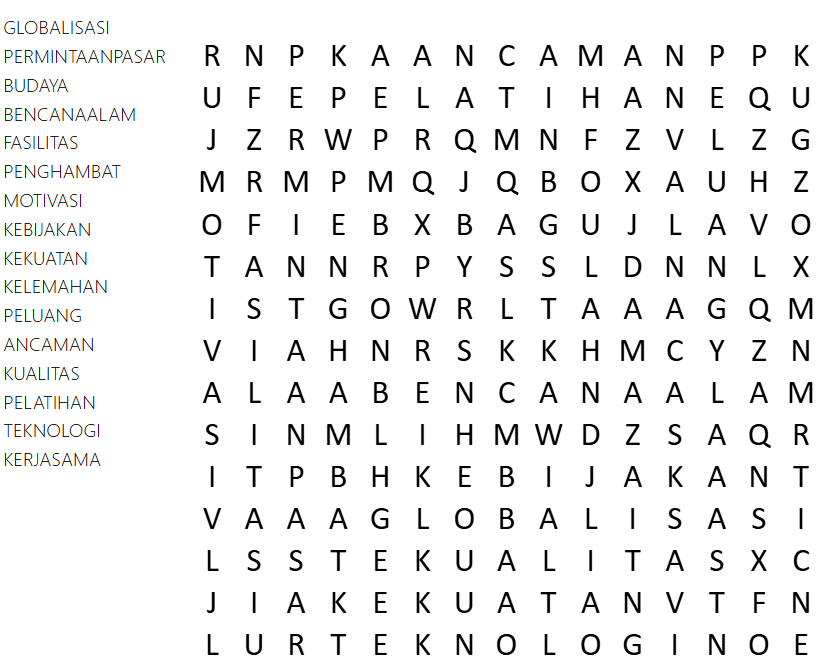 GLOBALISASI
PERMINTAANPASAR
BUDAYA
BENCANAALAM
FASILITAS
PENGHAMBAT
MOTIVASI
KEBIJAKAN
KEKUATAN
KELEMAHAN
PELUANG
ANCAMAN
KUALITAS
PELATIHAN
TEKNOLOGI
KERJASAMA
R N P K A A N C A M A N P P K
U F E P E L A T I H A N E Q U
J Z R W P R Q M N F Z V L Z G
M R M P M Q J Q B O X A U H Z
O F I E B X B A G U J L A V O
T A N N R P Y S S L D N N L X
I S T G O W R L T A A A G Q M
V I A H N R S K K H M C Y Z N
A L A A B E N C A N A A L A M
S I N M L I H M W D Z S A Q R
I T P B H K E B I J A K A N T
V A A A G L O B A L I S A S I
L S S T E K U A L I T A S X C
J I A K E K U A T A N V T F N
L U R T E K N O L O G I N O E